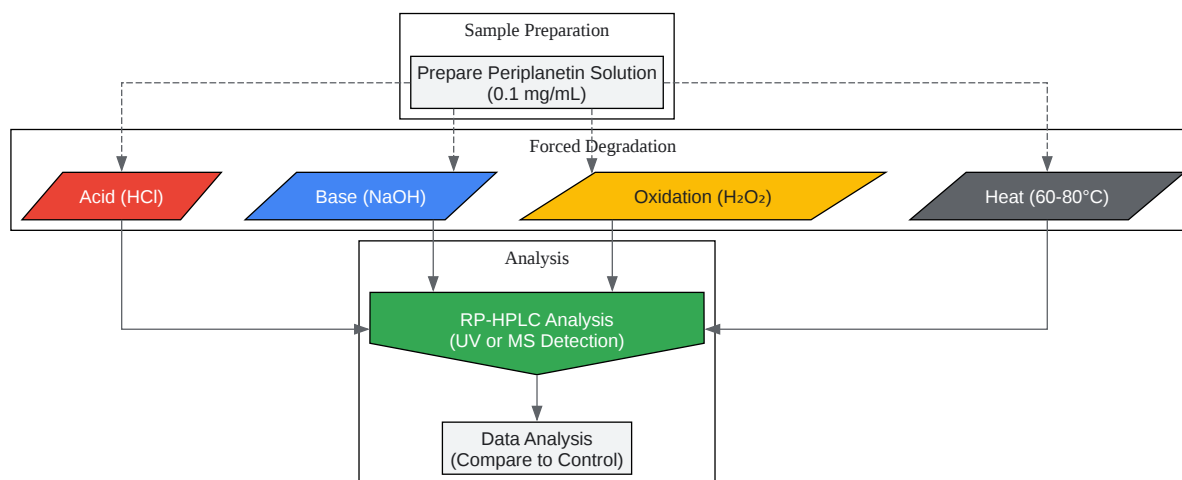 Sample Preparation
Prepare Periplanetin Solution
(0.1 mg/mL)
Forced Degradation
Acid (HCl)
Base (NaOH)
Oxidation (H₂O₂)
Heat (60-80°C)
Analysis
RP-HPLC Analysis
(UV or MS Detection)
Data Analysis
(Compare to Control)